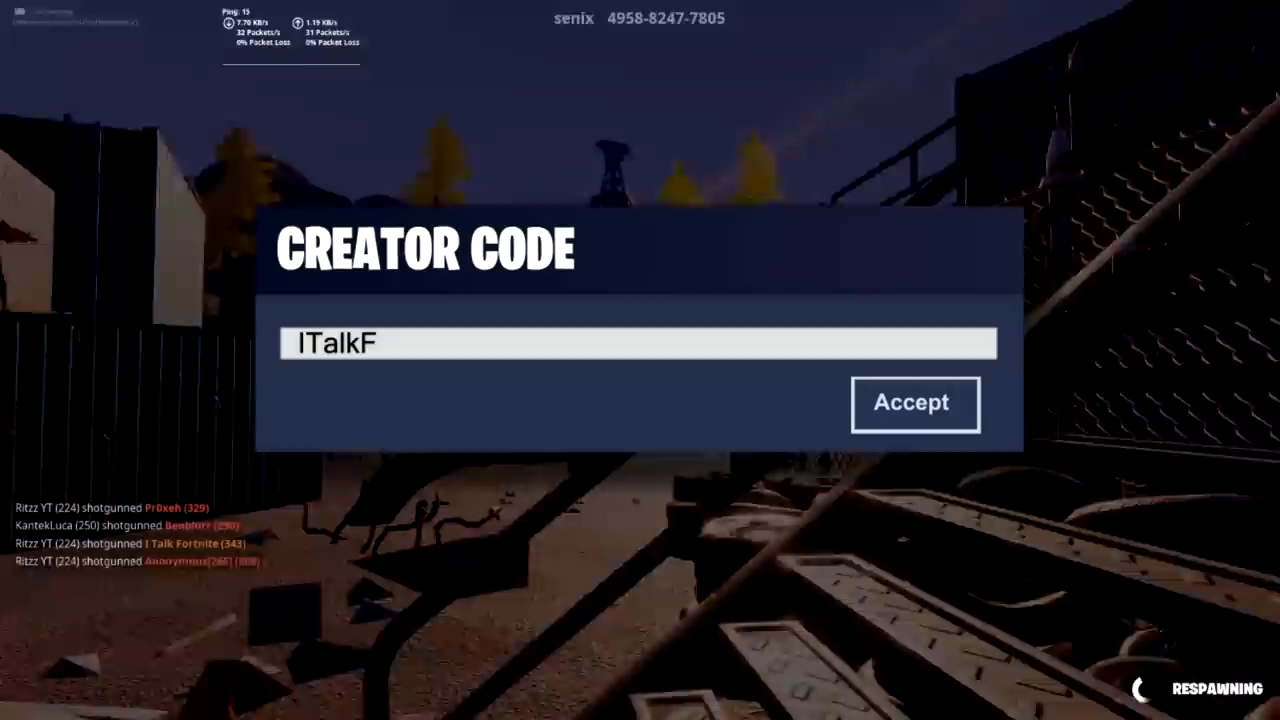 Ping: 15
7.70 KB/s 1.19 KB/s
32 Packets/s 31 Packets/s
0% Packet Loss 0% Packet Loss
senix 4958-8247-7805
CREATOR CODE
ITalkF
Accept
Ritzz YT (224) shotgunned Pr0xeh (329)
KantekLuca (250) shotgunned Benblurr (290)
Ritzz YT (224) shotgunned I Talk Fortnite (343)
Ritzz YT (224) shotgunned
RESPAWNING